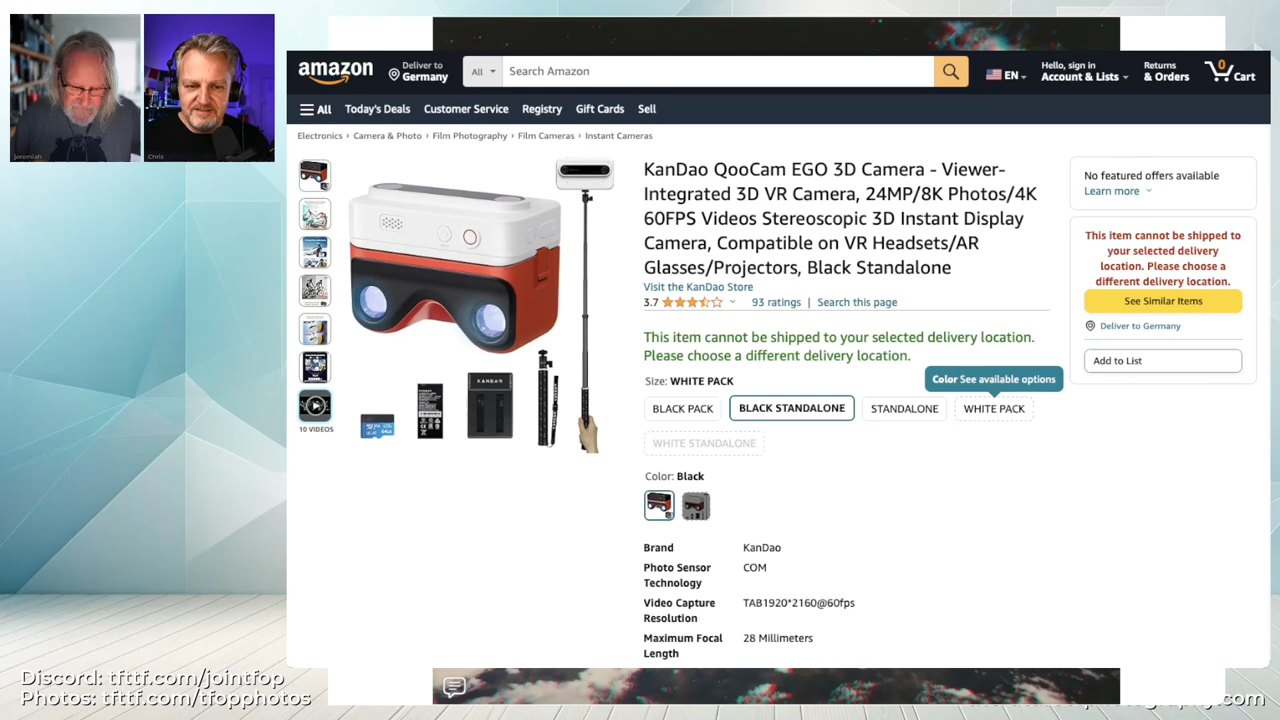 Jeremiah
Chris
amazon
Deliver to
Germany
All
Search Amazon
EN
Hello, sign in
Account & Lists
Returns
& Orders
0
Cart
All
Today's Deals
Customer Service
Registry
Gift Cards
Sell
Electronics › Camera & Photo › Film Photography › Film Cameras › Instant Cameras
KanDao QooCam EGO 3D Camera - Viewer-
Integrated 3D VR Camera, 24MP/8K Photos/4K
60FPS Videos Stereoscopic 3D Instant Display
Camera, Compatible on VR Headsets/AR
Glasses/Projectors, Black Standalone
Visit the KanDao Store
3.7
93 ratings | Search this page
This item cannot be shipped to your selected delivery location.
Please choose a different delivery location.
Size: WHITE PACK
Color See available options
BLACK PACK
BLACK STANDALONE
STANDALONE
WHITE PACK
WHITE STANDALONE
Color: Black
Brand KanDao
Photo Sensor COM
Technology
Video Capture TAB1920*2160@60fps
Resolution
Maximum Focal 28 Millimeters
Length
No featured offers available
Learn more
This item cannot be shipped to
your selected delivery
location. Please choose a
different delivery location.
See Similar Items
Deliver to Germany
Add to List
10 VIDEOS
KANDAO
Discord: tfttf.com/jointfop
Photos: tfttf.com/tfopphotos